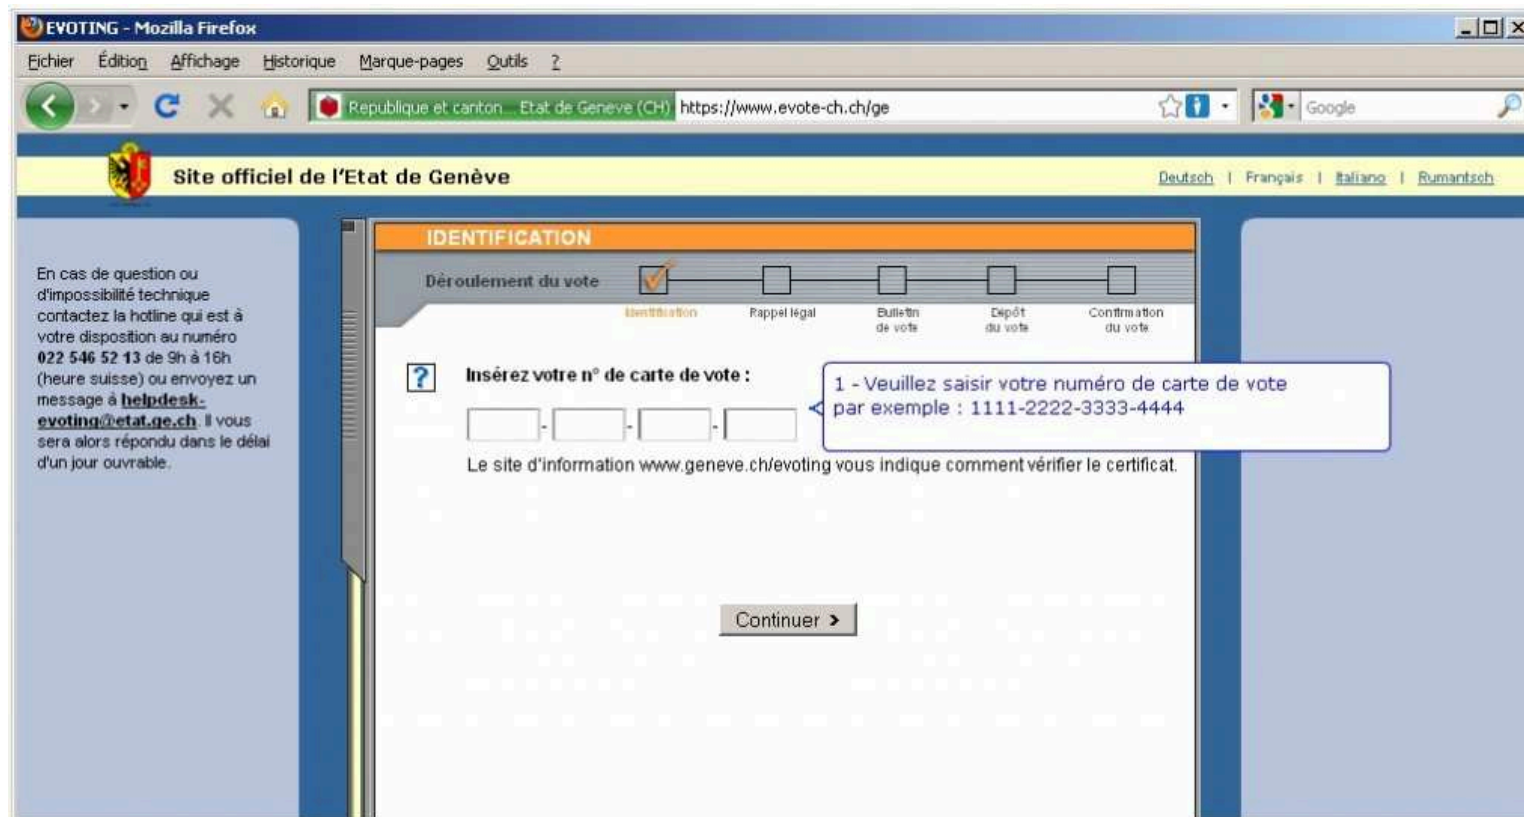 EVOTING - Mozilla Firefox
Fichier Édition Affichage Historique Marque-pages Outils ?
Republique et canton Etat de Geneve (CH) https://www.evote-ch.ch/ge
Google
Site officiel de l'Etat de Genève
Deutsch | Français | Italiano | Rumantsch
En cas de question ou
d'impossibilité technique
contactez la hotline qui est à
votre disposition au numéro
022 546 52 13 de 9h à 16h
(heure suisse) ou envoyez un
message à helpdesk-
evoting@etat.ge.ch. Il vous
sera alors répondu dans le délai
d'un jour ouvrable.
IDENTIFICATION
Déroulement du vote
Identification
Rappel légal
Bulletin
de vote
Dépôt
du vote
Confirmation
du vote
? Insérez votre n° de carte de vote :
- - -
1 - Veuillez saisir votre numéro de carte de vote
par exemple : 1111-2222-3333-4444
Le site d'information www.geneve.ch/evoting vous indique comment vérifier le certificat.
Continuer >